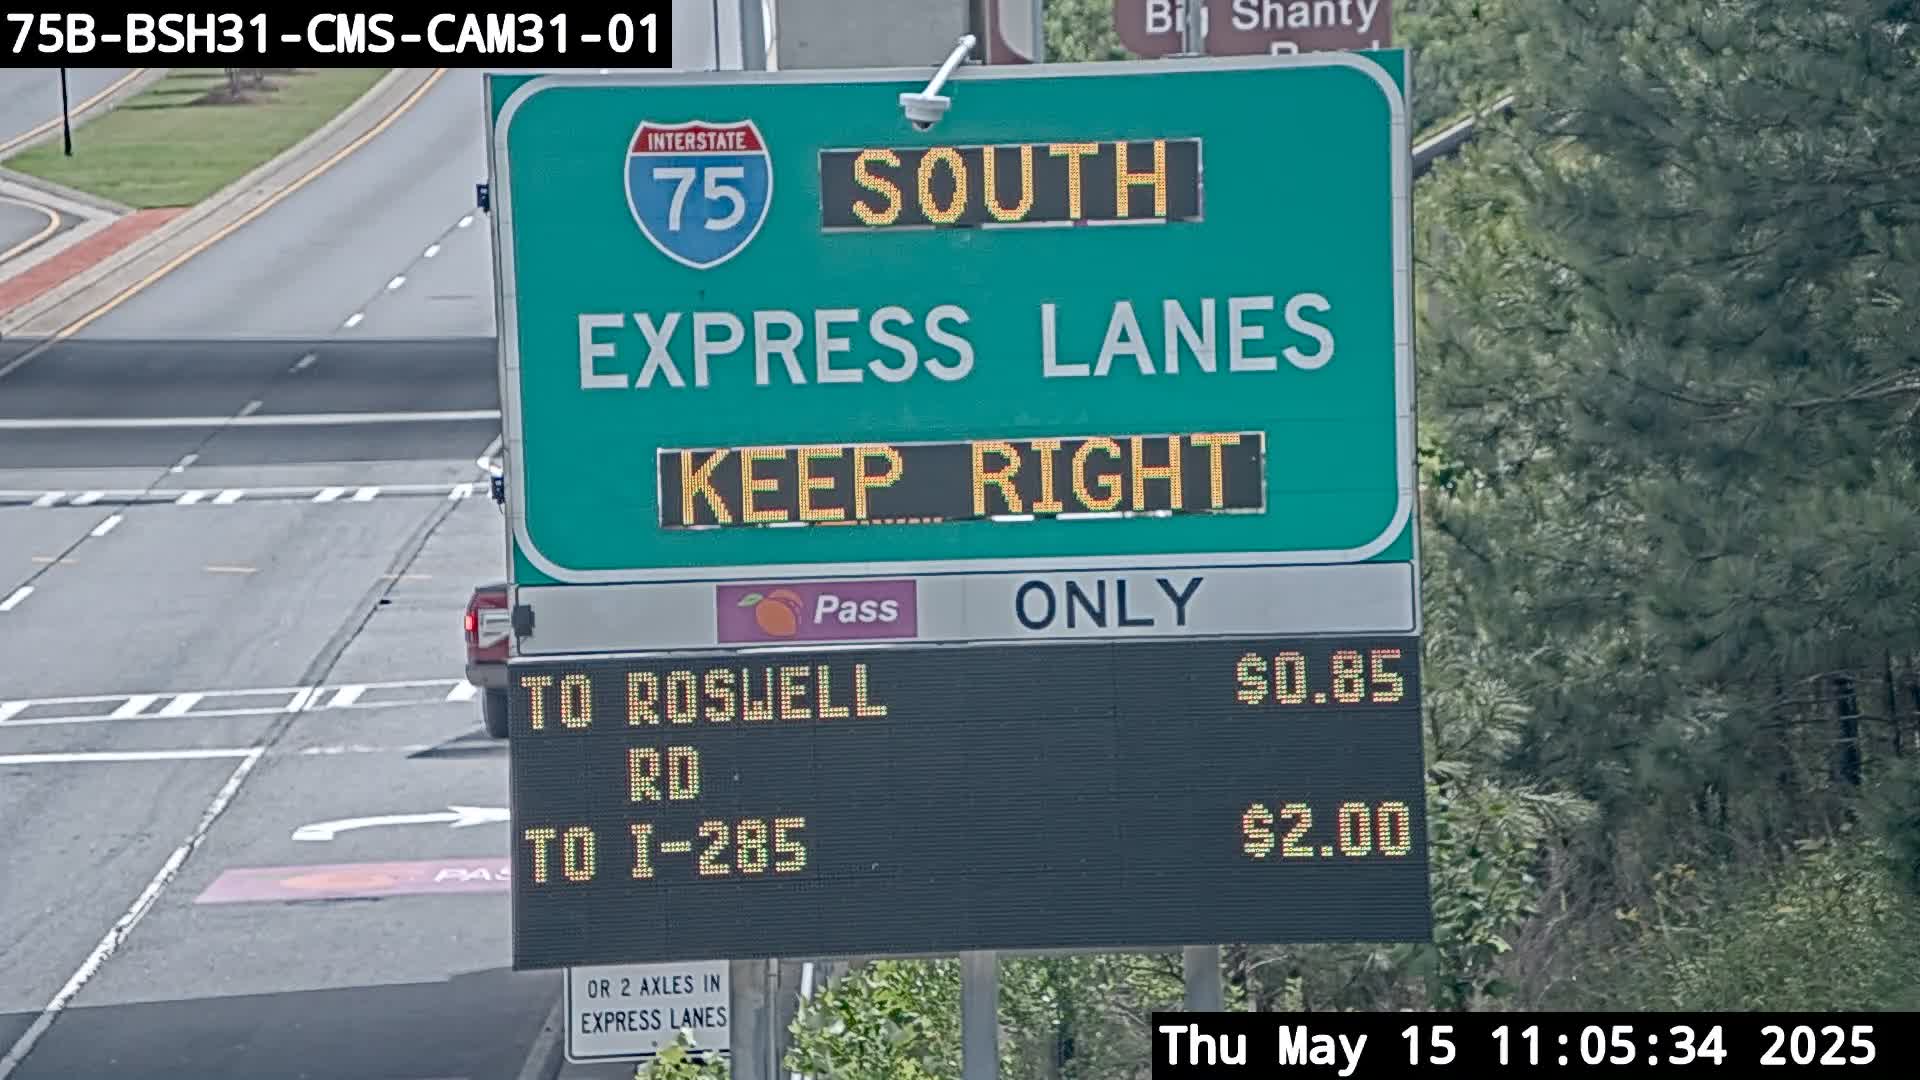 75B-BSH31-CMS-CAM31-01
Big Shanty
Road
INTERSTATE
75
SOUTH
EXPRESS LANES
KEEP RIGHT
Pass ONLY
TO ROSWELL $0.85
RD
TO I-285 $2.00
OR 2 AXLES IN
EXPRESS LANES
Thu May 15 11:05:34 2025